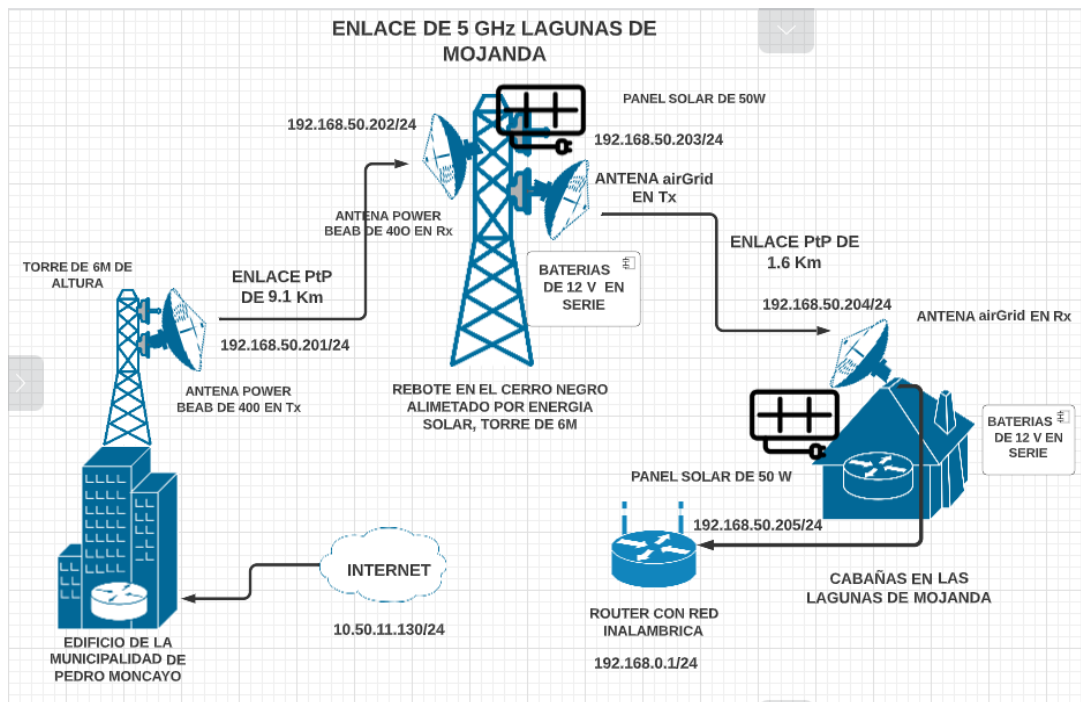 ENLACE DE 5 GHz LAGUNAS DE
MOJANDA
PANEL SOLAR DE 50W
192.168.50.202/24
192.168.50.203/24
ANTENA airGrid
EN Tx
ANTENA POWER
BEAB DE 40O EN Rx
ENLACE PtP DE
1.6 Km
TORRE DE 6M DE
ALTURA
ENLACE PtP
DE 9.1 Km
BATERIAS
DE 12 V EN
SERIE
192.168.50.204/24
ANTENA airGrid EN Rx
192.168.50.201/24
ANTENA POWER
BEAB DE 400 EN Tx
REBOTE EN EL CERRO NEGRO
ALIMETADO POR ENERGIA
SOLAR, TORRE DE 6M
BATERIAS
DE 12 V EN
SERIE
PANEL SOLAR DE 50 W
192.168.50.205/24
INTERNET
CABAÑAS EN LAS
LAGUNAS DE MOJANDA
10.50.11.130/24
ROUTER CON RED
INALAMBRICA
192.168.0.1/24
EDIFICIO DE LA
MUNICIPALIDAD DE
PEDRO MONCAYO